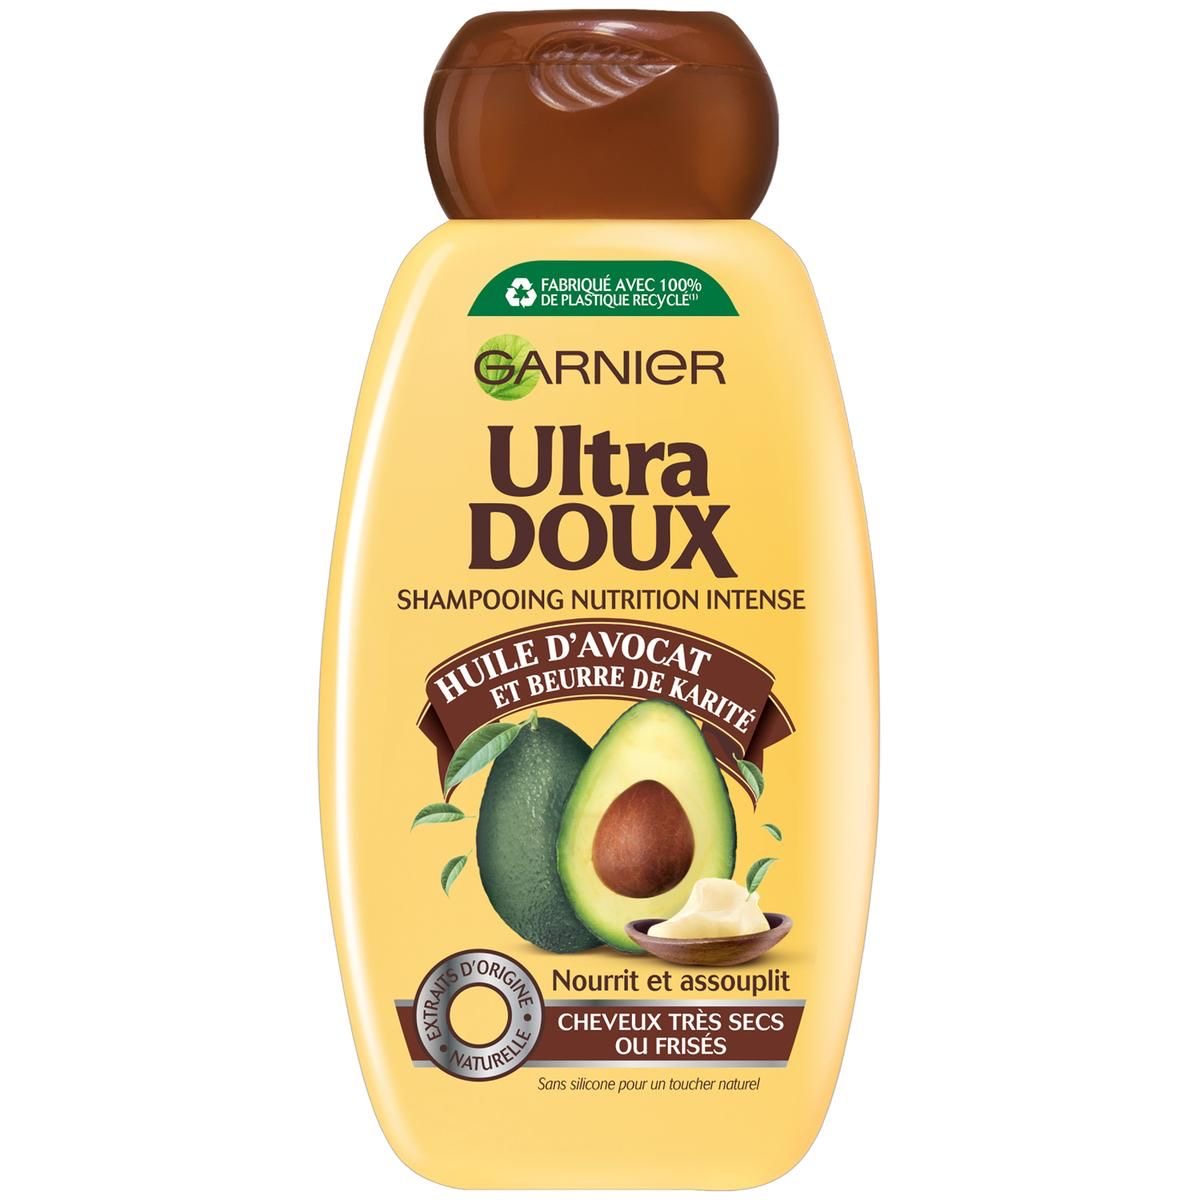 FABRIQUÉ AVEC 100%
DE PLASTIQUE RECYCLÉ(1)
GARNIER
Ultra
DOUX
SHAMPOOING NUTRITION INTENSE
HUILE D'AVOCAT
ET BEURRE DE KARITÉ
Nourrit et assouplit
EXTRAITS D'ORIGINE
• NATURELLE •
CHEVEUX TRÈS SECS
OU FRISÉS
Sans silicone pour un toucher naturel